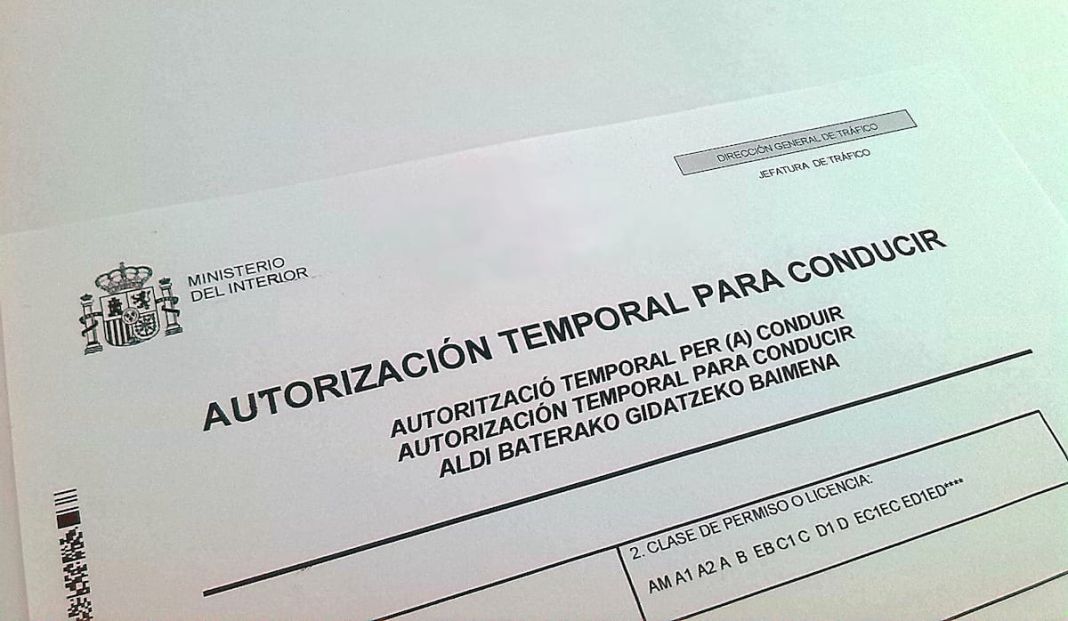 DIRECCIÓN GENERAL DE TRÁFICO
JEFATURA DE TRÁFICO
MINISTERIO
DEL INTERIOR
AUTORIZACIÓN TEMPORAL PARA CONDUCIR
AUTORITZACIÓ TEMPORAL PER (A) CONDUIR
AUTORIZACIÓN TEMPORAL PARA CONDUCIR
ALDI BATERAKO GIDATZEKO BAIMENA
2. CLASE DE PERMISO O LICENCIA:
AM A1 A2 A B EB C1 C D1 D EC1EC ED1ED****